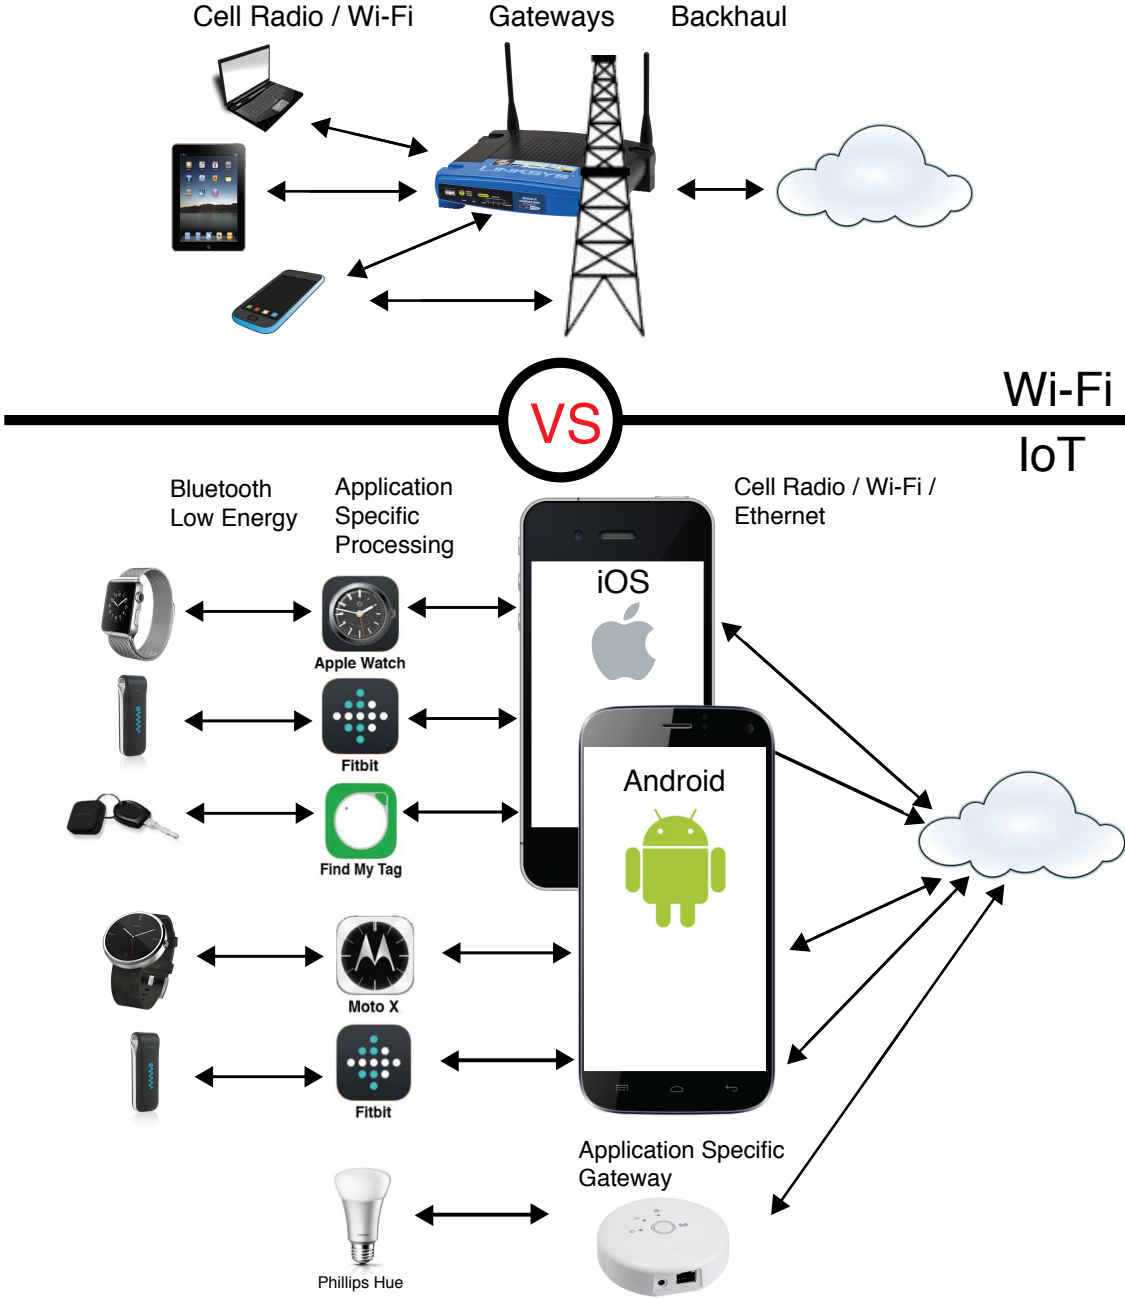 Cell Radio / Wi-Fi
Gateways
Backhaul
LINKSYS
Wi-Fi
VS
IoT
Bluetooth
Low Energy
Application
Specific
Processing
Cell Radio / Wi-Fi /
Ethernet
iOS
Apple Watch
Fitbit
Android
Find My Tag
Moto X
Fitbit
Application Specific
Gateway
Phillips Hue